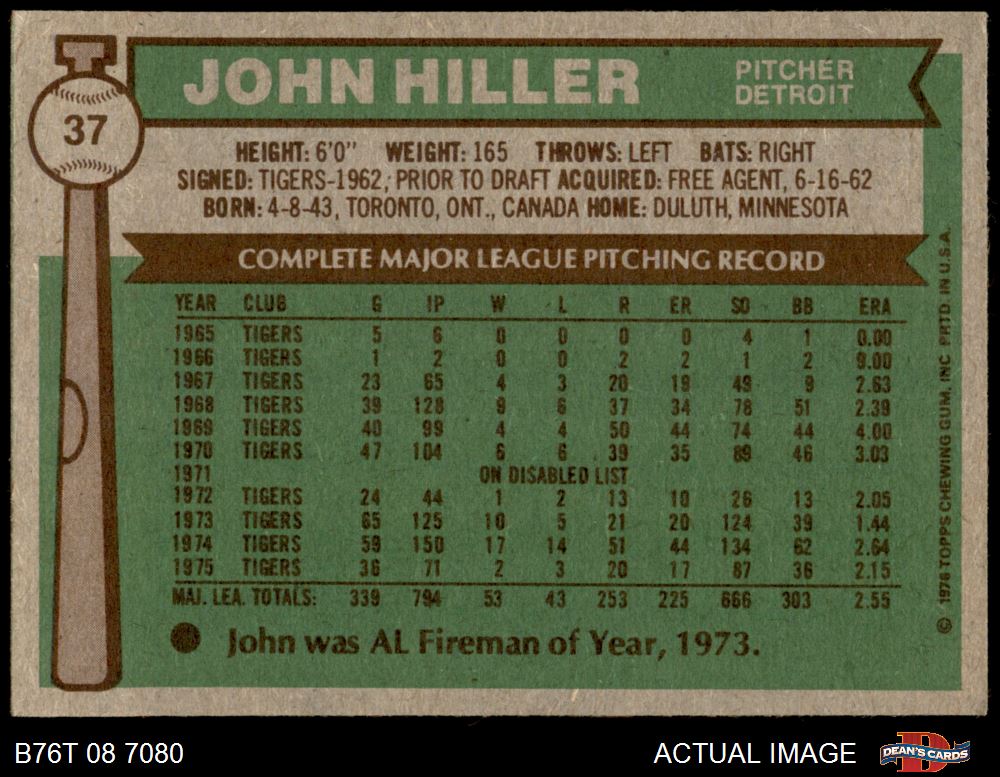 JOHN HILLER PITCHER
DETROIT
37
HEIGHT: 6'0" WEIGHT: 165 THROWS: LEFT BATS: RIGHT
SIGNED: TIGERS-1962, PRIOR TO DRAFT ACQUIRED: FREE AGENT, 6-16-62
BORN: 4-8-43, TORONTO, ONT., CANADA HOME: DULUTH, MINNESOTA
COMPLETE MAJOR LEAGUE PITCHING RECORD
YEAR CLUB G IP W L R ER SO BB ERA
1965 TIGERS 5 6 0 0 0 0 4 1 0.00
1966 TIGERS 1 2 0 0 2 2 1 2 9.00
1967 TIGERS 23 65 4 3 20 19 49 9 2.63
1968 TIGERS 39 128 9 6 37 34 78 51 2.39
1969 TIGERS 40 99 4 4 50 44 74 44 4.00
1970 TIGERS 47 104 6 6 39 35 89 46 3.03
1971 ON DISABLED LIST
1972 TIGERS 24 44 1 2 13 10 26 13 2.05
1973 TIGERS 65 125 10 5 21 20 124 39 1.44
1974 TIGERS 59 150 17 14 51 44 134 62 2.64
1975 TIGERS 36 71 2 3 20 17 87 36 2.15
MAJ. LEA. TOTALS: 339 794 53 43 253 225 666 303 2.55
John was AL Fireman of Year, 1973.
© 1976 TOPPS CHEWING GUM, INC PRTD. IN U.S.A.
B76T 08 7080 ACTUAL IMAGE DEAN'S CARDS